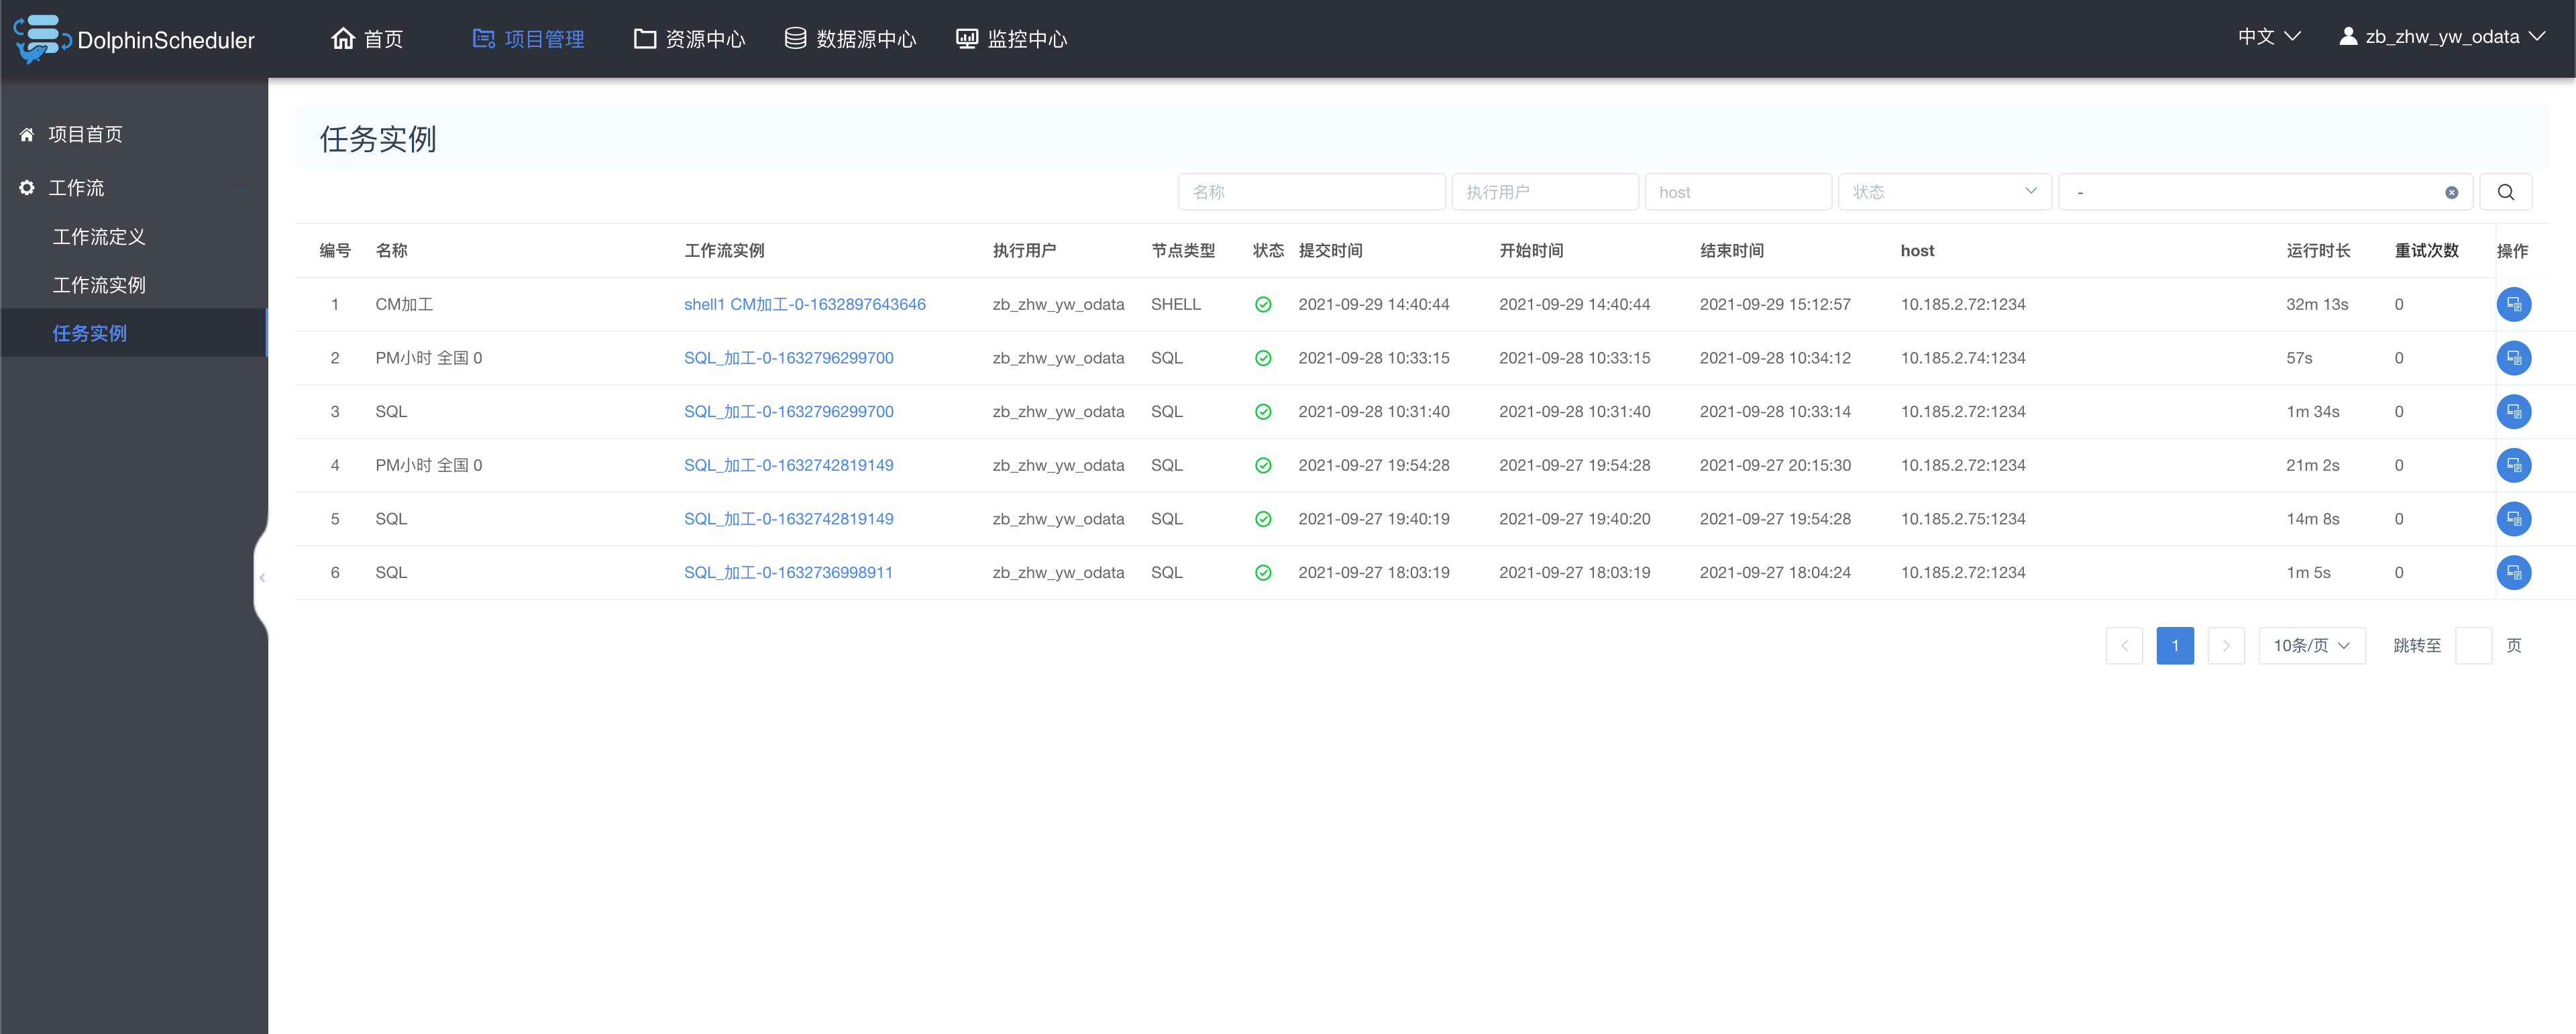 DolphinScheduler 首页 项目管理 资源中心 数据源中心 监控中心 中文 zb_zhw_yw_odata
项目首页
工作流
工作流定义
工作流实例
任务实例
任务实例
名称 执行用户 host 状态 -
编号 名称 工作流实例 执行用户 节点类型 状态 提交时间 开始时间 结束时间 host 运行时长 重试次数 操作
1 CM加工 shell1 CM加工-0-1632897643646 zb_zhw_yw_odata SHELL 2021-09-29 14:40:44 2021-09-29 14:40:44 2021-09-29 15:12:57 10.185.2.72:1234 32m 13s 0
2 PM小时 全国 0 SQL_加工-0-1632796299700 zb_zhw_yw_odata SQL 2021-09-28 10:33:15 2021-09-28 10:33:15 2021-09-28 10:34:12 10.185.2.74:1234 57s 0
3 SQL SQL_加工-0-1632796299700 zb_zhw_yw_odata SQL 2021-09-28 10:31:40 2021-09-28 10:31:40 2021-09-28 10:33:14 10.185.2.72:1234 1m 34s 0
4 PM小时 全国 0 SQL_加工-0-1632742819149 zb_zhw_yw_odata SQL 2021-09-27 19:54:28 2021-09-27 19:54:28 2021-09-27 20:15:30 10.185.2.72:1234 21m 2s 0
5 SQL SQL_加工-0-1632742819149 zb_zhw_yw_odata SQL 2021-09-27 19:40:19 2021-09-27 19:40:20 2021-09-27 19:54:28 10.185.2.75:1234 14m 8s 0
6 SQL SQL_加工-0-1632736998911 zb_zhw_yw_odata SQL 2021-09-27 18:03:19 2021-09-27 18:03:19 2021-09-27 18:04:24 10.185.2.72:1234 1m 5s 0
1 10条/页 跳转至 页